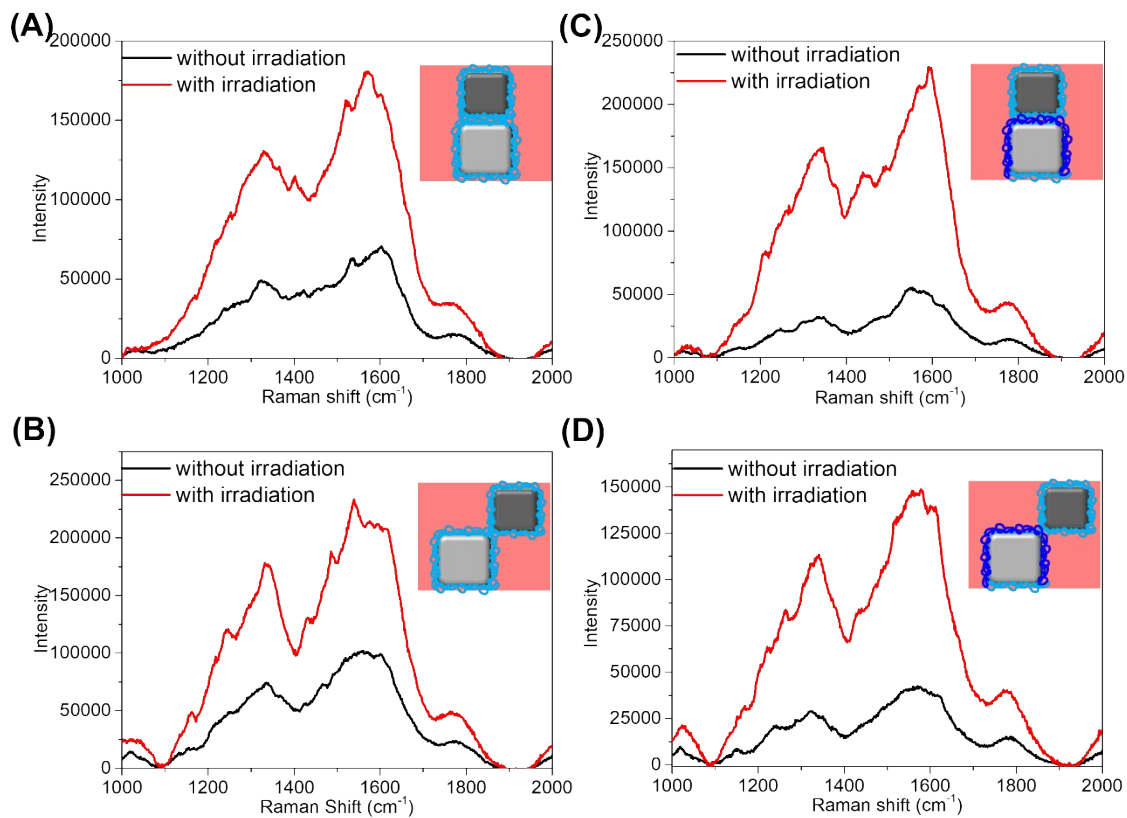 (A)
200000
150000
100000
50000
0
Intensity
without irradiation
with irradiation
1000 1200 1400 1600 1800 2000
Raman shift (cm-1)
(C)
250000
200000
150000
100000
50000
0
Intensity
without irradiation
with irradiation
1000 1200 1400 1600 1800 2000
Raman shift (cm-1)
(B)
250000
200000
150000
100000
50000
0
Intensity
without irradiation
with irradiation
1000 1200 1400 1600 1800 2000
Raman Shift (cm-1)
(D)
150000
125000
100000
75000
50000
25000
0
Intensity
without irradiation
with irradiation
1000 1200 1400 1600 1800 2000
Raman shift (cm-1)